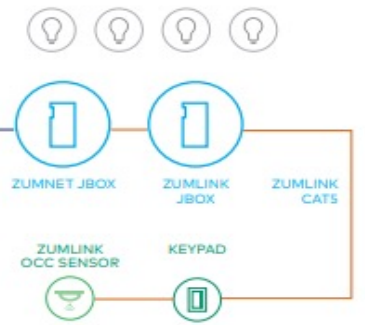 ZUMNET JBOX
ZUMLINK
JBOX
ZUMLINK
CAT5
ZUMLINK
OCC SENSOR
KEYPAD